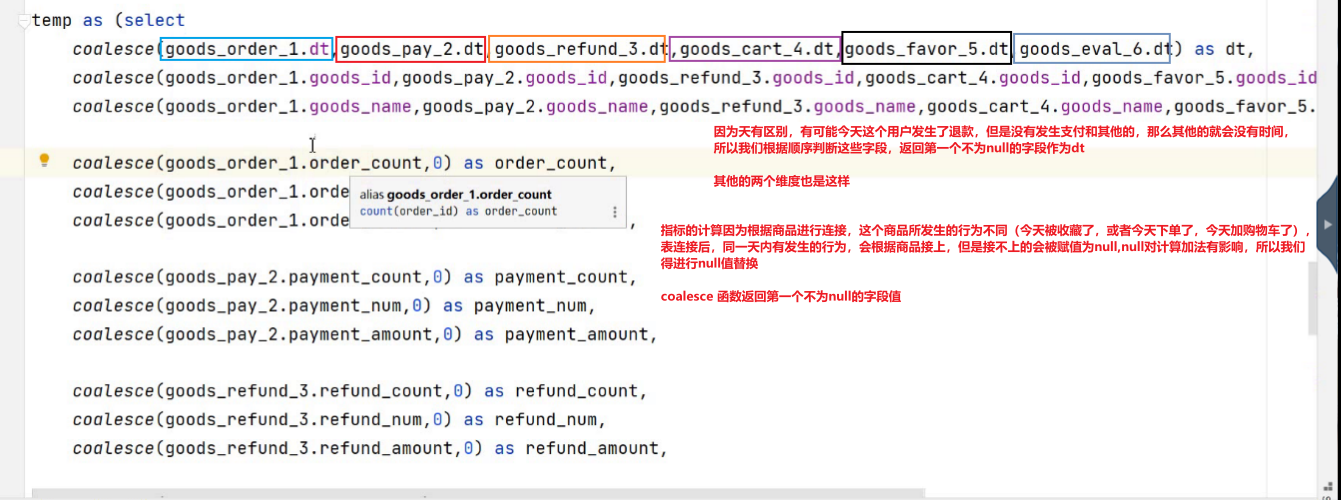 temp as (select
coalesce(goods_order_1.dt,goods_pay_2.dt,goods_refund_3.dt,goods_cart_4.dt,goods_favor_5.dt,goods_eval_6.dt) as dt,
coalesce(goods_order_1.goods_id,goods_pay_2.goods_id,goods_refund_3.goods_id,goods_cart_4.goods_id,goods_favor_5.goods_id
coalesce(goods_order_1.goods_name,goods_pay_2.goods_name,goods_refund_3.goods_name,goods_cart_4.goods_name,goods_favor_5.
因为天有区别，有可能今天这个用户发生了退款，但是没有发生支付和其他的，那么其他的就会没有时间，
所以我们根据顺序判断这些字段，返回第一个不为null的字段作为dt
coalesce(goods_order_1.order_count,0) as order_count,
其他的两个维度也是这样
coalesce(goods_order_1.orde
alias goods_order_1.order_count
count(order_id) as order_count
coalesce(goods_order_1.orde
,
指标的计算因为根据商品进行连接，这个商品所发生的行为不同（今天被收藏了，或者今天下单了，今天加购物车了），
表连接后，同一天内有发生的行为，会根据商品接上，但是接不上的会被赋值为null,null对计算加法有影响，所以我们
得进行null值替换
coalesce(goods_pay_2.payment_count,0) as payment_count,
coalesce 函数返回第一个不为null的字段值
coalesce(goods_pay_2.payment_num,0) as payment_num,
coalesce(goods_pay_2.payment_amount,0) as payment_amount,
coalesce(goods_refund_3.refund_count,0) as refund_count,
coalesce(goods_refund_3.refund_num,0) as refund_num,
coalesce(goods_refund_3.refund_amount,0) as refund_amount,